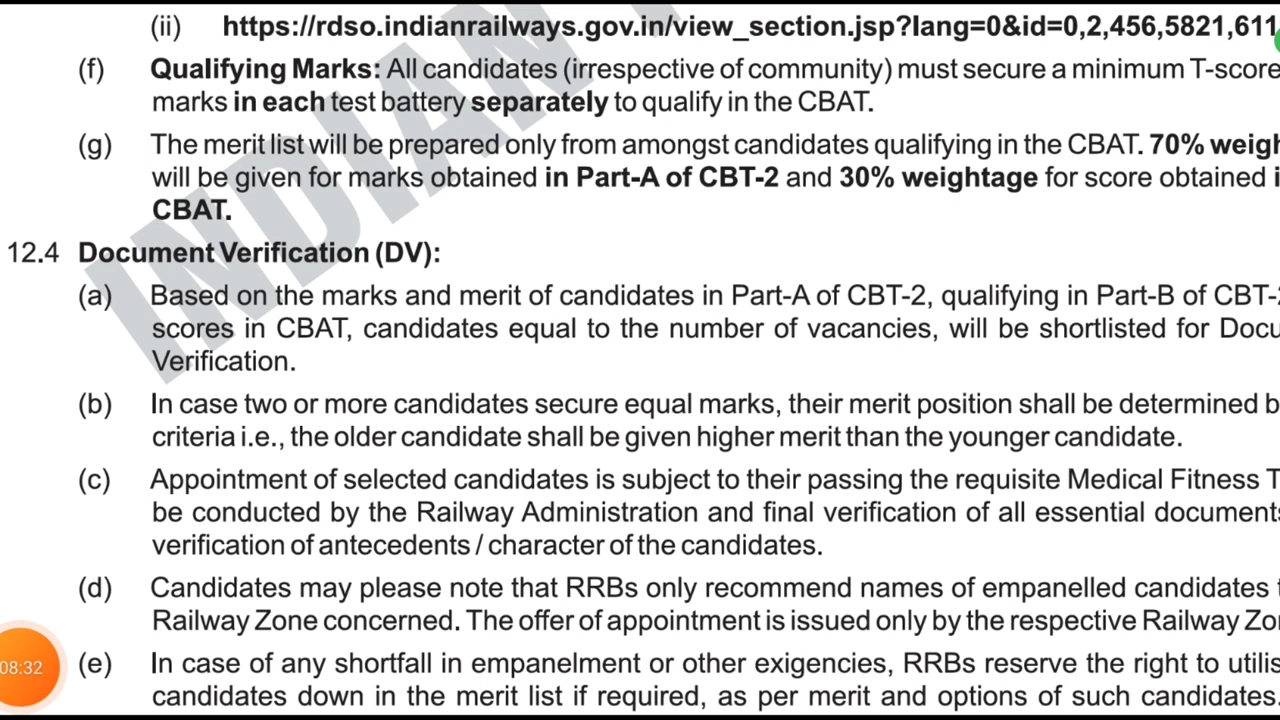 (ii) https://rdso.indianrailways.gov.in/view_section.jsp?lang=0&id=0,2,456,5821,611
(f) Qualifying Marks: All candidates (irrespective of community) must secure a minimum T-score
marks in each test battery separately to qualify in the CBAT.
(g) The merit list will be prepared only from amongst candidates qualifying in the CBAT. 70% weigh
will be given for marks obtained in Part-A of CBT-2 and 30% weightage for score obtained i
CBAT.
12.4 Document Verification (DV):
(a) Based on the marks and merit of candidates in Part-A of CBT-2, qualifying in Part-B of CBT-2
scores in CBAT, candidates equal to the number of vacancies, will be shortlisted for Docu
Verification.
(b) In case two or more candidates secure equal marks, their merit position shall be determined b
criteria i.e., the older candidate shall be given higher merit than the younger candidate.
(c) Appointment of selected candidates is subject to their passing the requisite Medical Fitness T
be conducted by the Railway Administration and final verification of all essential documents
verification of antecedents / character of the candidates.
(d) Candidates may please note that RRBs only recommend names of empanelled candidates t
Railway Zone concerned. The offer of appointment is issued only by the respective Railway Zo
(e) In case of any shortfall in empanelment or other exigencies, RRBs reserve the right to utilis
candidates down in the merit list if required, as per merit and options of such candidates.
08:32
INDIAN